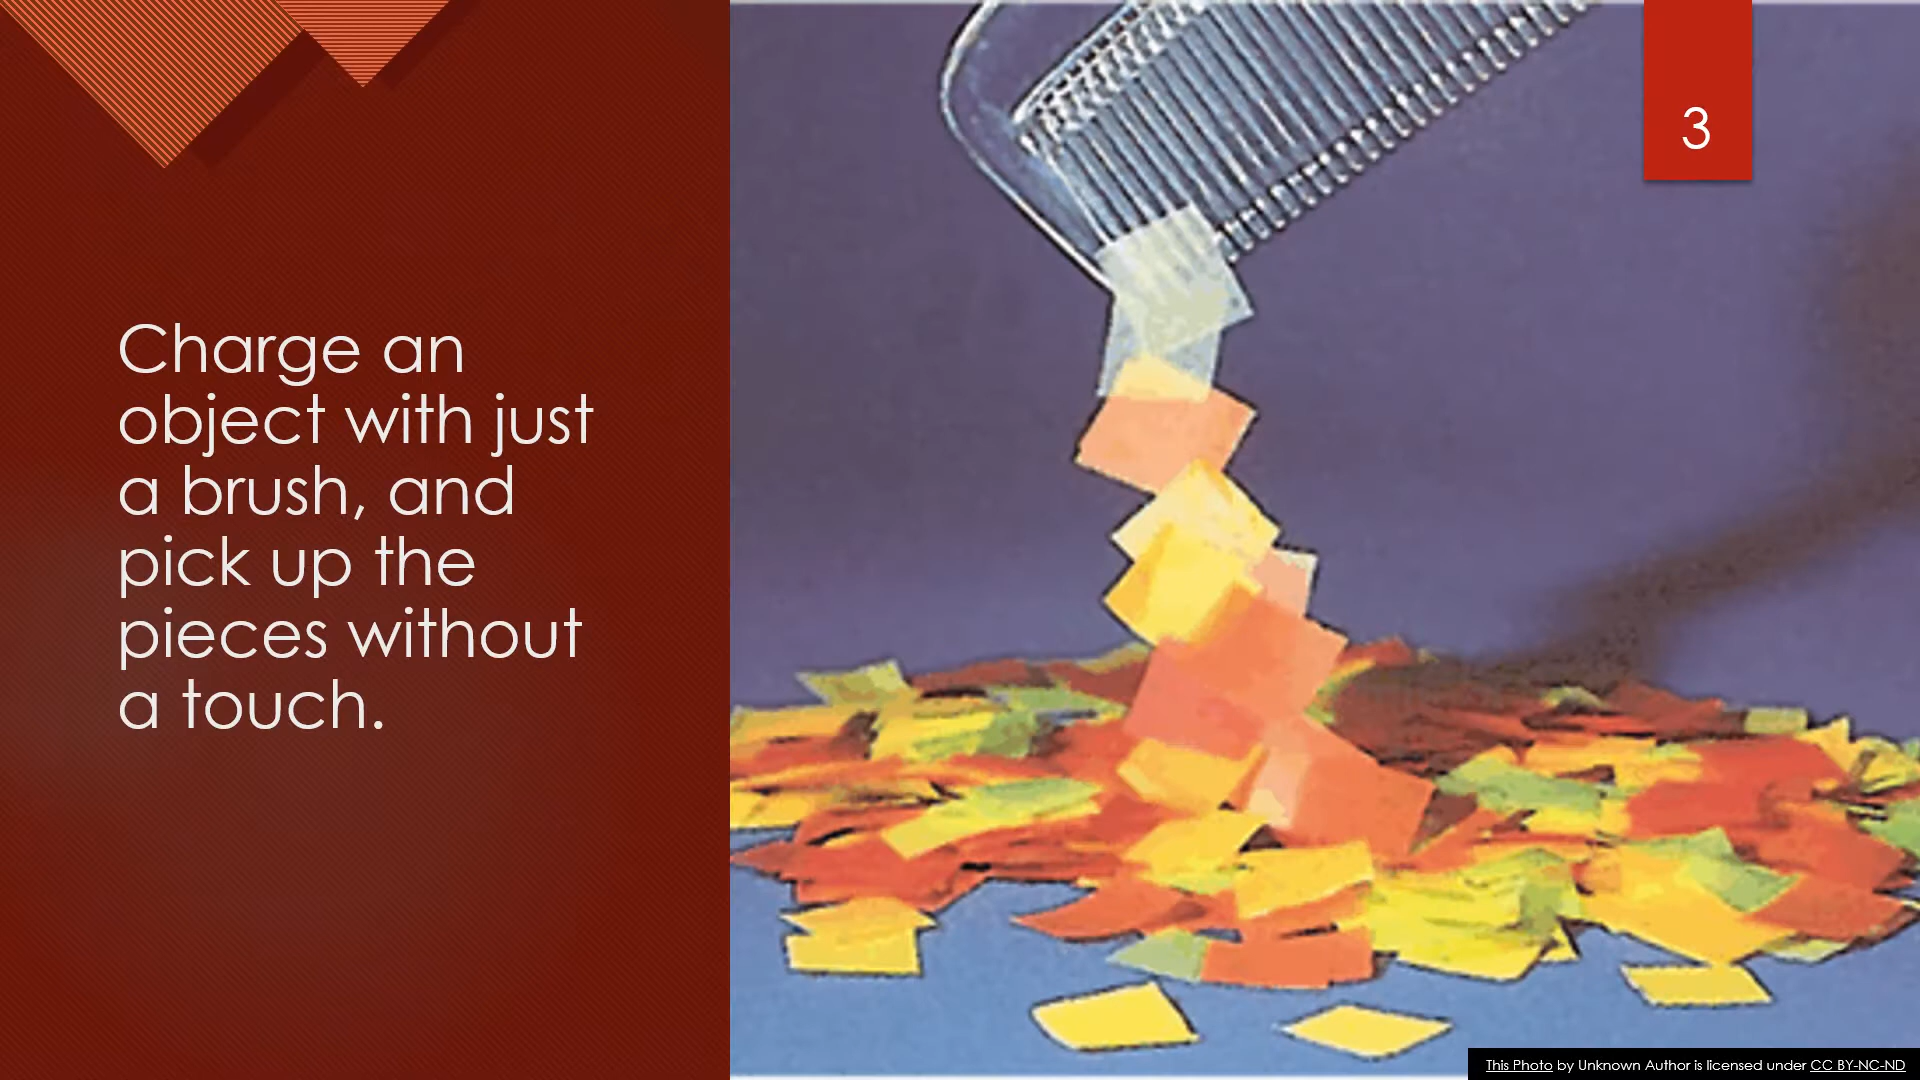 Charge an
object with just
a brush, and
pick up the
pieces without
a touch.
3
This Photo by Unknown Author is licensed under CC BY-NC-ND